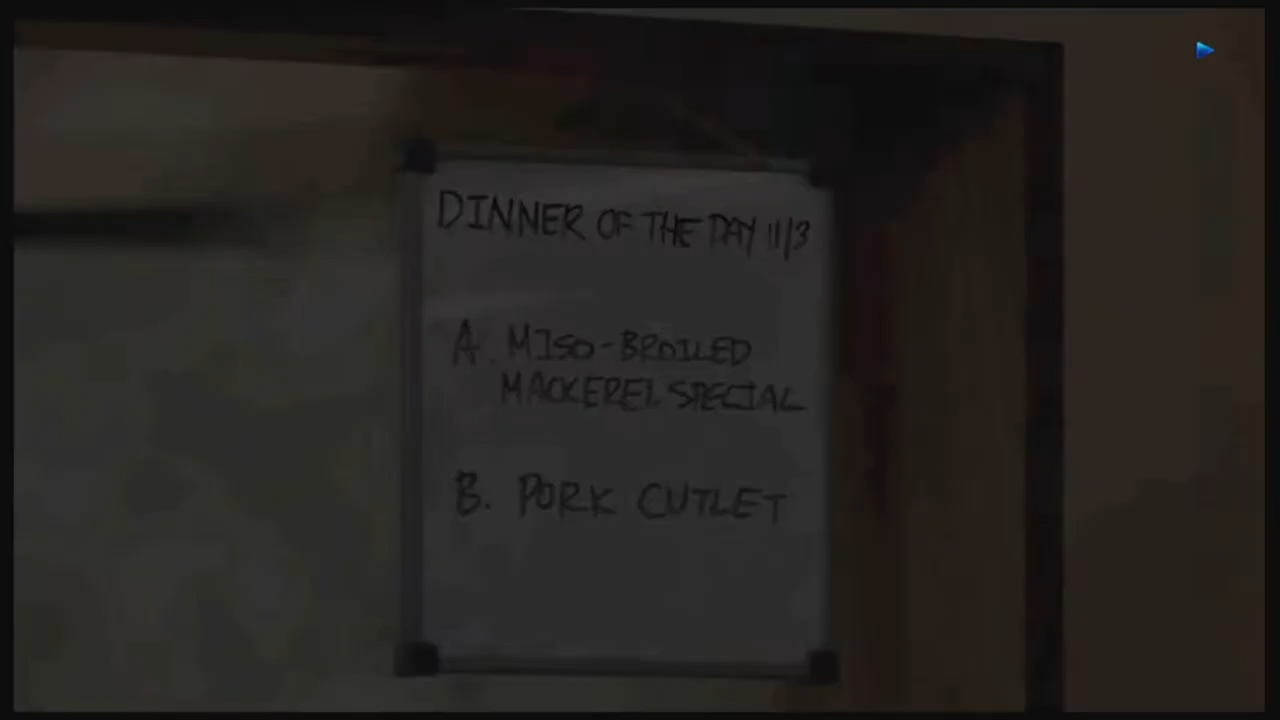 DINNER OF THE DAY 11/3
A. MISO-BROILED
MACKEREL SPECIAL
B. PORK CUTLET